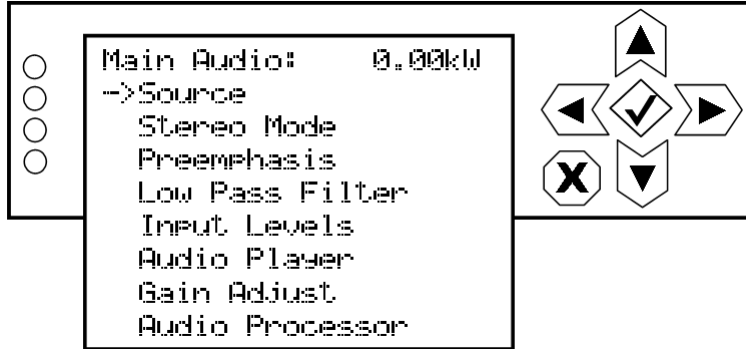 Main Audio: 0.00kW
->Source
Stereo Mode
Preemphasis
Low Pass Filter
Input Levels
Audio Player
Gain Adjust
Audio Processor
X